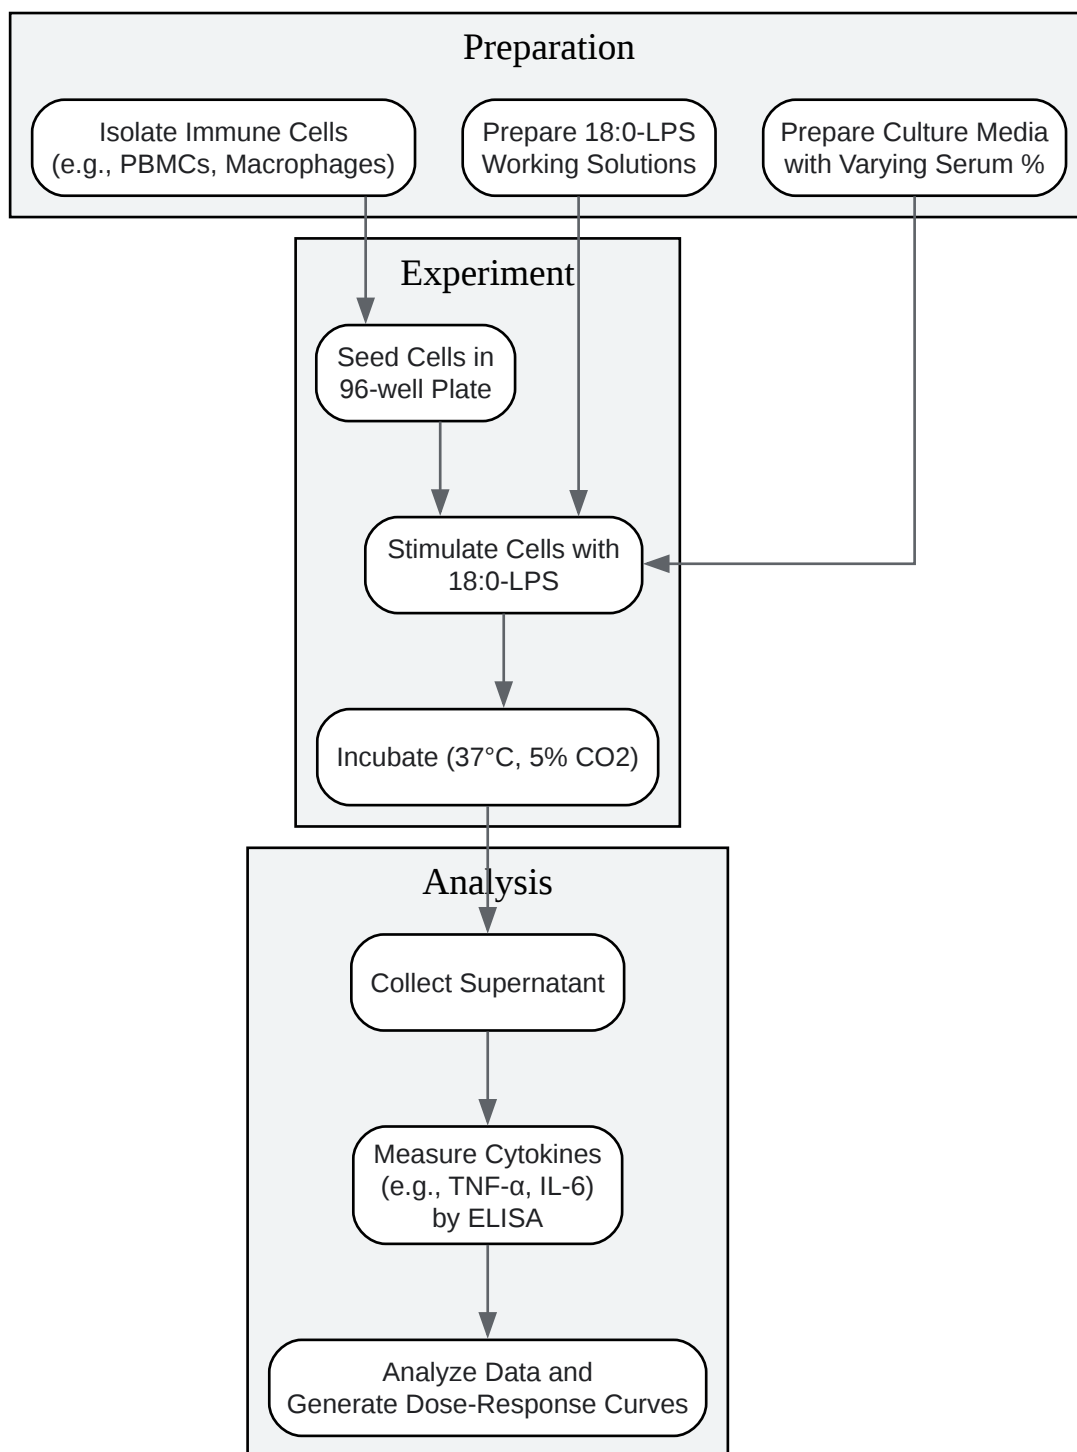 Preparation
Isolate Immune Cells
(e.g., PBMCs, Macrophages)
Prepare 18:0-LPS
Working Solutions
Prepare Culture Media
with Varying Serum %
Experiment
Seed Cells in
96-well Plate
Stimulate Cells with
18:0-LPS
Incubate (37°C, 5% CO2)
Analysis
Collect Supernatant
Measure Cytokines
(e.g., TNF-α, IL-6)
by ELISA
Analyze Data and
Generate Dose-Response Curves